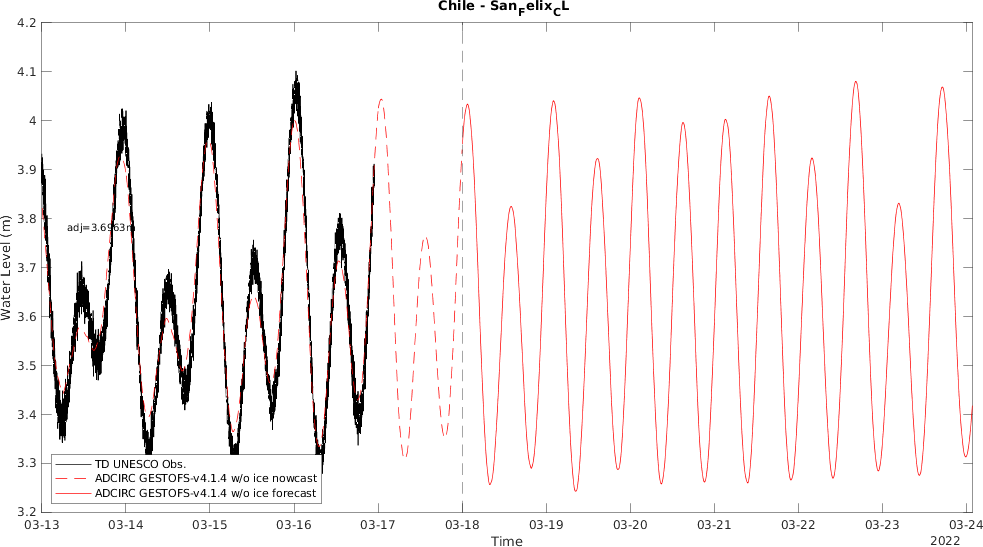 Chile - SanFelixCL
4.2
4.1
4
3.9
3.8
3.7
3.6
3.5
3.4
3.3
3.2
Water Level (m)
adj=3.6963m
TD UNESCO Obs.
ADCIRC GESTOFS-v4.1.4 w/o ice nowcast
ADCIRC GESTOFS-v4.1.4 w/o ice forecast
03-13 03-14 03-15 03-16 03-17 03-18 03-19 03-20 03-21 03-22 03-23 03-24
Time
2022